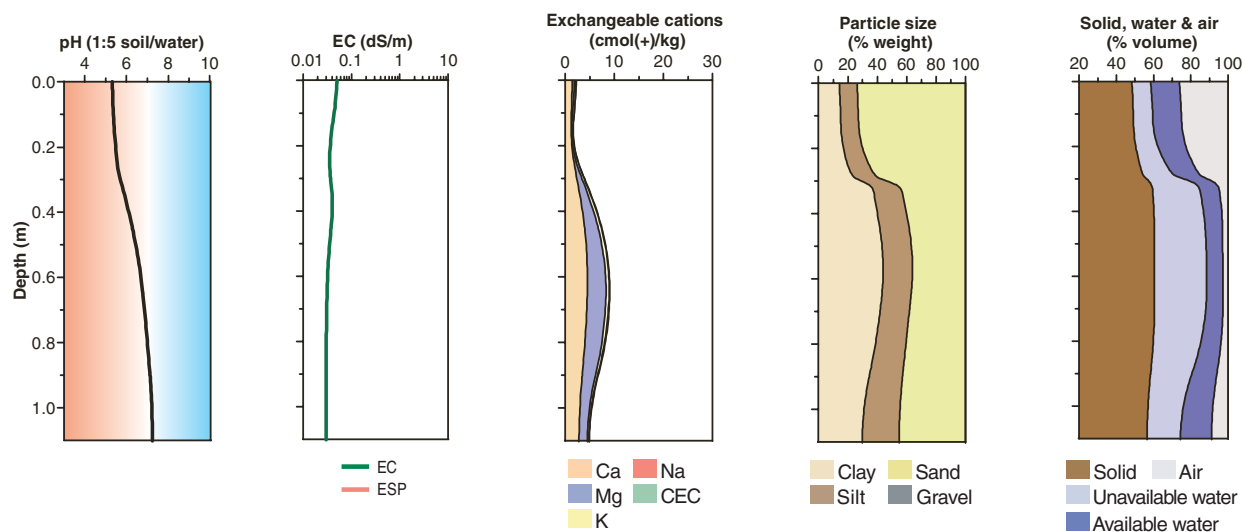 pH (1:5 soil/water)
4 6 8 10
EC (dS/m)
0.01 0.1 1 10
Exchangeable cations
(cmol(+)/kg)
0 10 20 30
Particle size
(% weight)
0 20 40 60 80 100
Solid, water & air
(% volume)
20 40 60 80 100
Depth (m)
0.0
0.2
0.4
0.6
0.8
1.0
EC
ESP
Ca Na
Mg CEC
K
Clay Sand
Silt Gravel
Solid Air
Unavailable water
Available water